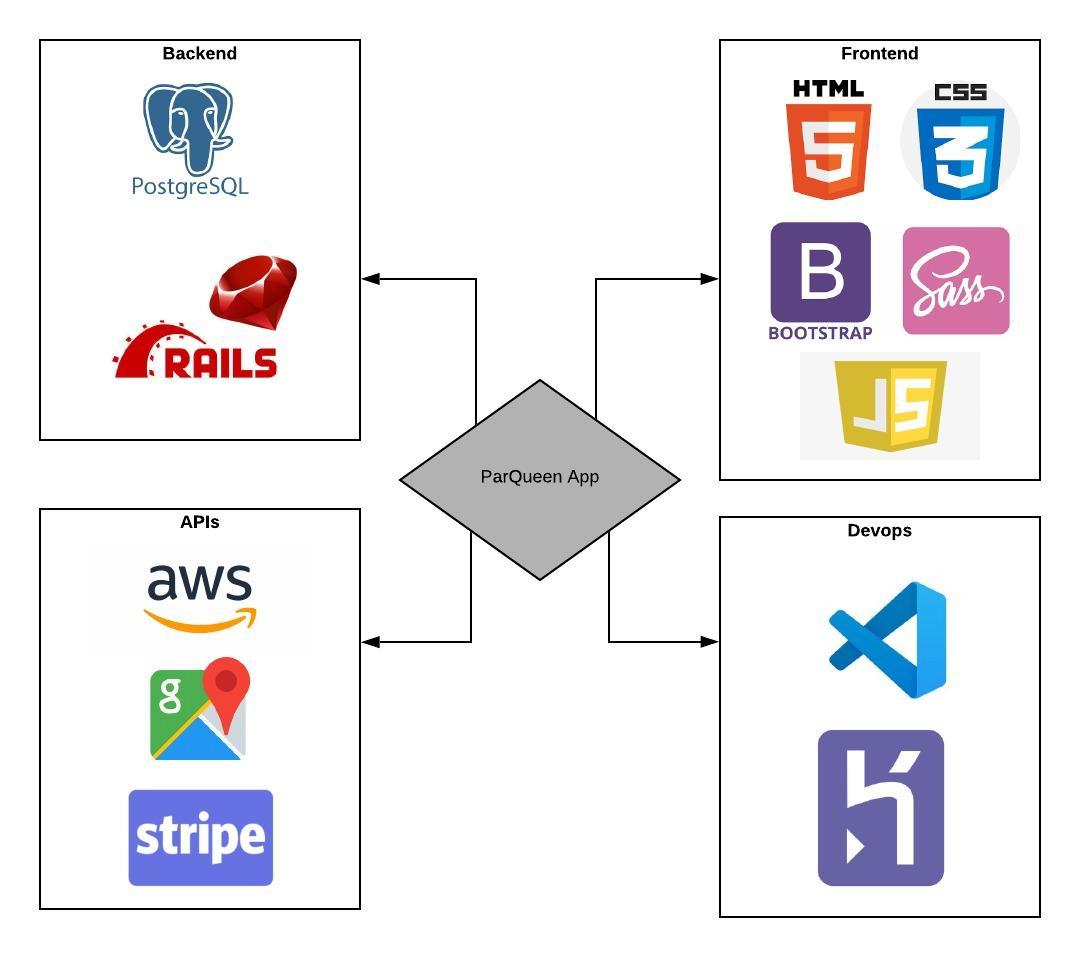 Backend
PostgreSQL
RAILS
Frontend
HTML
5
CSS
3
B
BOOTSTRAP
Sass
JS
ParQueen App
APIs
aws
g
stripe
Devops